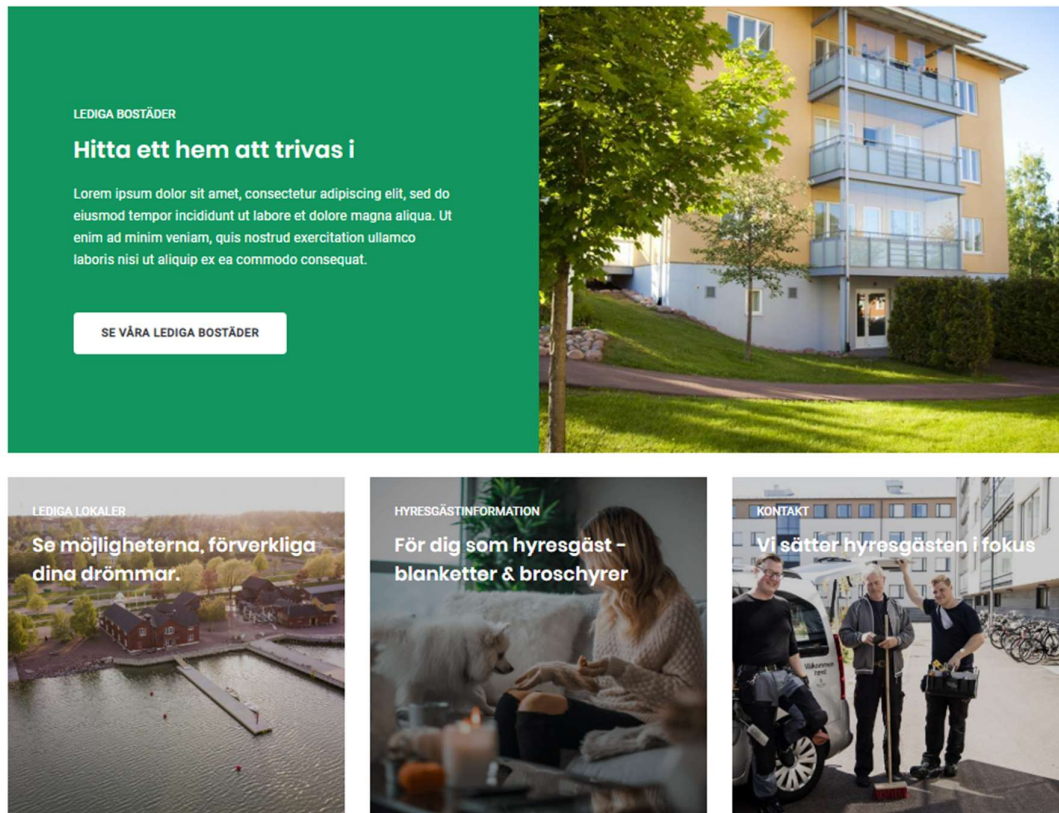 LEDIGA BOSTÄDER
Hitta ett hem att trivas i
Lorem ipsum dolor sit amet, consectetur adipiscing elit, sed do
eiusmod tempor incididunt ut labore et dolore magna aliqua. Ut
enim ad minim veniam, quis nostrud exercitation ullamco
laboris nisi ut aliquip ex ea commodo consequat.
SE VÅRA LEDIGA BOSTÄDER
LEDIGA LOKALER
Se möjligheterna, förverkliga
dina drömmar.
HYRESGÄSTINFORMATION
För dig som hyresgäst -
blanketter & broschyrer
KONTAKT
Vi sätter hyresgästen i fokus
Välkommen
hem!